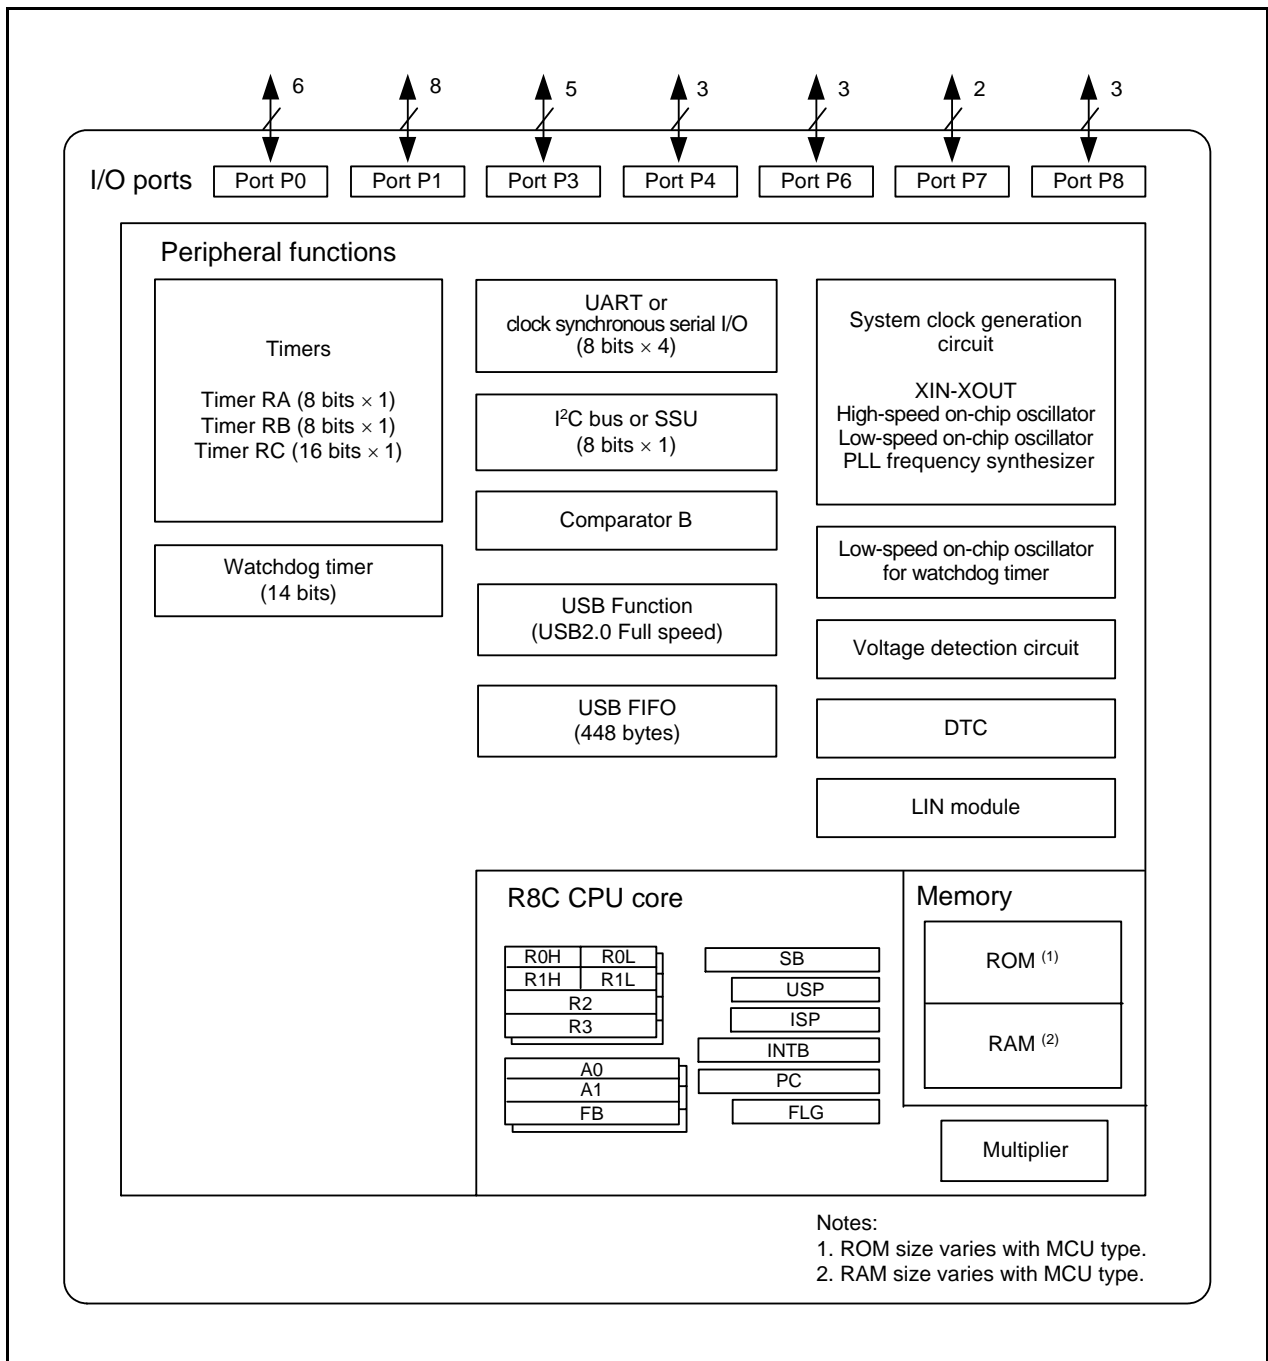 6 8 5 3 3 2 3
I/O ports Port P0 Port P1 Port P3 Port P4 Port P6 Port P7 Port P8
Peripheral functions
Timers
Timer RA (8 bits × 1)
Timer RB (8 bits × 1)
Timer RC (16 bits × 1)
Watchdog timer
(14 bits)
UART or
clock synchronous serial I/O
(8 bits × 4)
I²C bus or SSU
(8 bits × 1)
Comparator B
USB Function
(USB2.0 Full speed)
USB FIFO
(448 bytes)
System clock generation
circuit
XIN-XOUT
High-speed on-chip oscillator
Low-speed on-chip oscillator
PLL frequency synthesizer
Low-speed on-chip oscillator
for watchdog timer
Voltage detection circuit
DTC
LIN module
R8C CPU core
R0H R0L
R1H R1L
R2
R3
A0
A1
FB
SB
USP
ISP
INTB
PC
FLG
Memory
ROM (1)
RAM (2)
Multiplier
Notes:
1. ROM size varies with MCU type.
2. RAM size varies with MCU type.